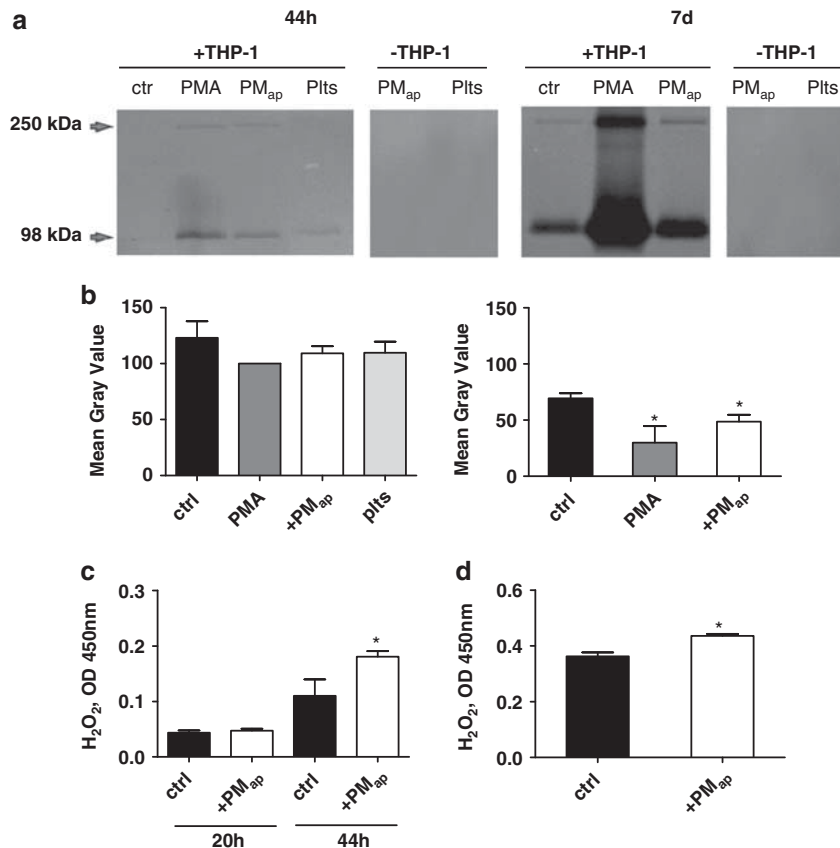 a
44h 7d
+THP-1 -THP-1 +THP-1 -THP-1
ctr PMA PMap Plts PMap Plts ctr PMA PMap PMap Plts
250 kDa
98 kDa
b
Mean Gray Value
150
100
50
0
ctrl PMA +PMap plts
Mean Gray Value
150
100
50
0
* *
ctrl PMA +PMap
c
H2O2, OD 450nm
0.3
0.2
0.1
0.0
*
ctrl +PMap ctrl +PMap
20h 44h
d
H2O2, OD 450nm
0.6
0.4
0.2
0.0
*
ctrl +PMap